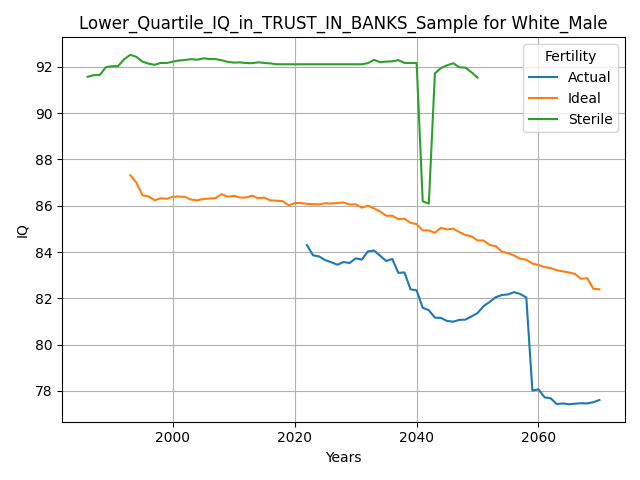 Lower_Quartile_IQ_in_TRUST_IN_BANKS_Sample for White_Male
Fertility
Actual
Ideal
Sterile
IQ
92
90
88
86
84
82
80
78
2000
2020
2040
2060
Years